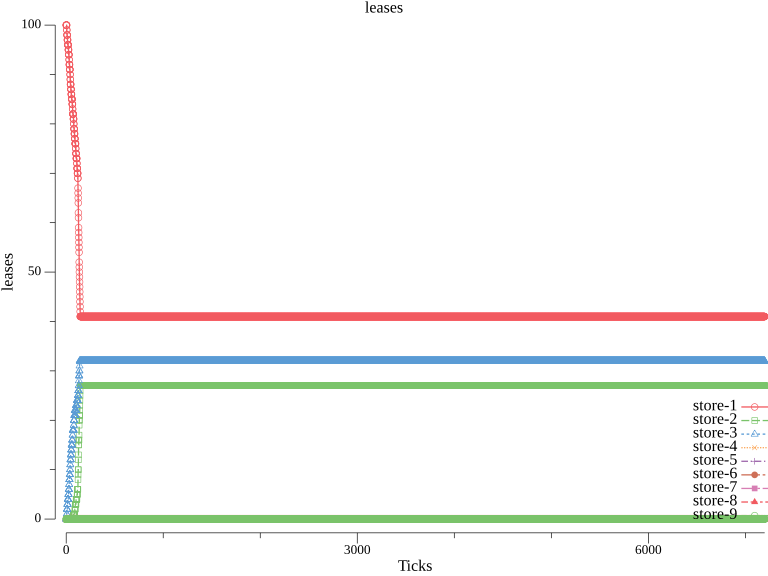 leases
100
50
0
leases
store-1
store-2
store-3
store-4
store-5
store-6
store-7
store-8
store-9
0 3000 6000
Ticks